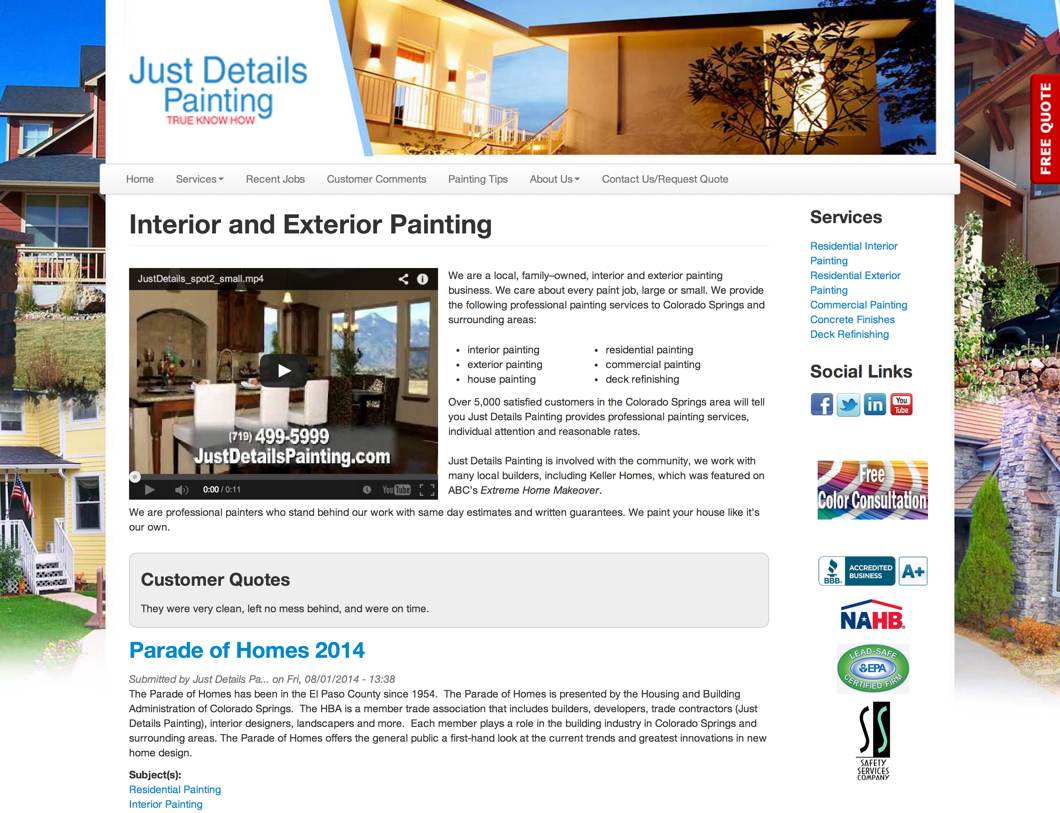 Just Details
Painting
TRUE KNOW HOW
FREE QUOTE
Home
Services
Recent Jobs
Customer Comments
Painting Tips
About Us
Contact Us/Request Quote
Interior and Exterior Painting
JustDetails_spot2_small.mp4
(719) 499-5999
JustDetailsPainting.com
0:00 / 0:11
YouTube
We are a local, family–owned, interior and exterior painting
business. We care about every paint job, large or small. We provide
the following professional painting services to Colorado Springs and
surrounding areas:
• interior painting
• exterior painting
• house painting
• residential painting
• commercial painting
• deck refinishing
Over 5,000 satisfied customers in the Colorado Springs area will tell
you Just Details Painting provides professional painting services,
individual attention and reasonable rates.
Just Details Painting is involved with the community, we work with
many local builders, including Keller Homes, which was featured on
ABC's Extreme Home Makeover.
We are professional painters who stand behind our work with same day estimates and written guarantees. We paint your house like it's
our own.
Customer Quotes
They were very clean, left no mess behind, and were on time.
Parade of Homes 2014
Submitted by Just Details Pa... on Fri, 08/01/2014 - 13:38
The Parade of Homes has been in the El Paso County since 1954. The Parade of Homes is presented by the Housing and Building
Administration of Colorado Springs. The HBA is a member trade association that includes builders, developers, trade contractors (Just
Details Painting), interior designers, landscapers and more. Each member plays a role in the building industry in Colorado Springs and
surrounding areas. The Parade of Homes offers the general public a first-hand look at the current trends and greatest innovations in new
home design.
Subject(s):
Residential Painting
Interior Painting
Services
Residential Interior
Painting
Residential Exterior
Painting
Commercial Painting
Concrete Finishes
Deck Refinishing
Social Links
f
in
You
Tube
Free
Color Consultation
BBB.
ACCREDITED
BUSINESS
A+
NAHB.
LEAD-SAFE
EPA
CERTIFIED FIRM
SS
SAFETY
SERVICES
COMPANY